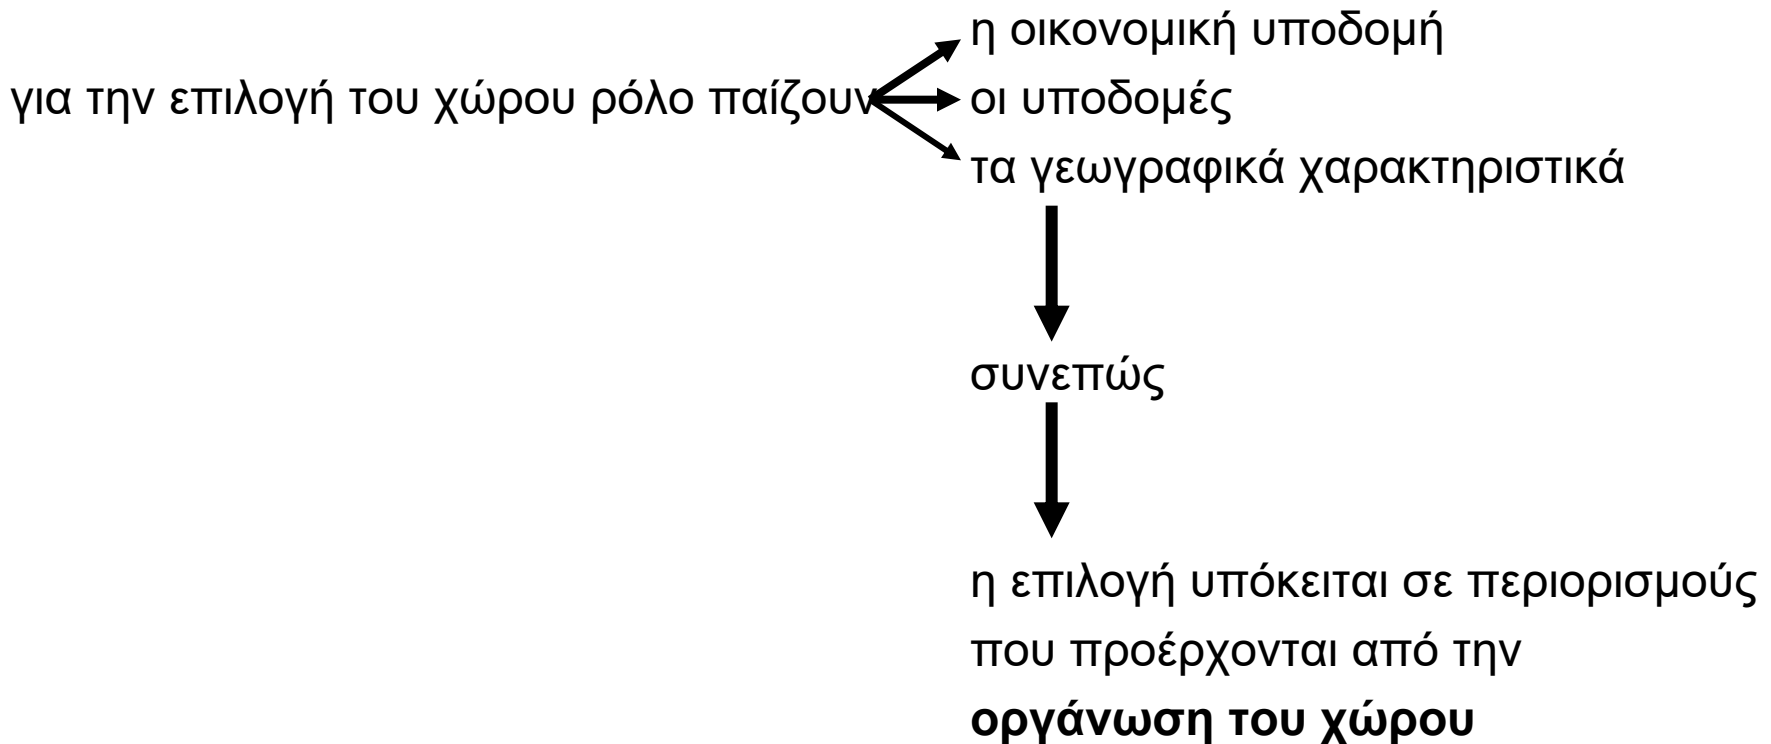 η οικονομική υποδομή
για την επιλογή του χώρου ρόλο παίζουν
οι υποδομές
τα γεωγραφικά χαρακτηριστικά
συνεπώς
η επιλογή υπόκειται σε περιορισμούς
που προέρχονται από την
οργάνωση του χώρου